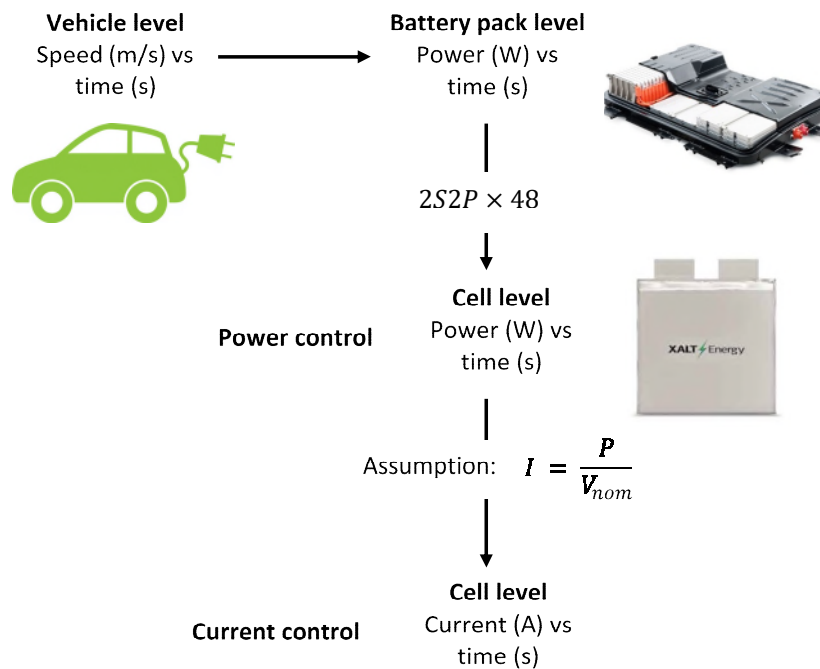 Vehicle level
Speed (m/s) vs
time (s)
Battery pack level
Power (W) vs
time (s)
2S2P × 48
Cell level
Power (W) vs
time (s)
Power control
XALT Energy
Assumption: I = P / V_nom
Cell level
Current (A) vs
time (s)
Current control